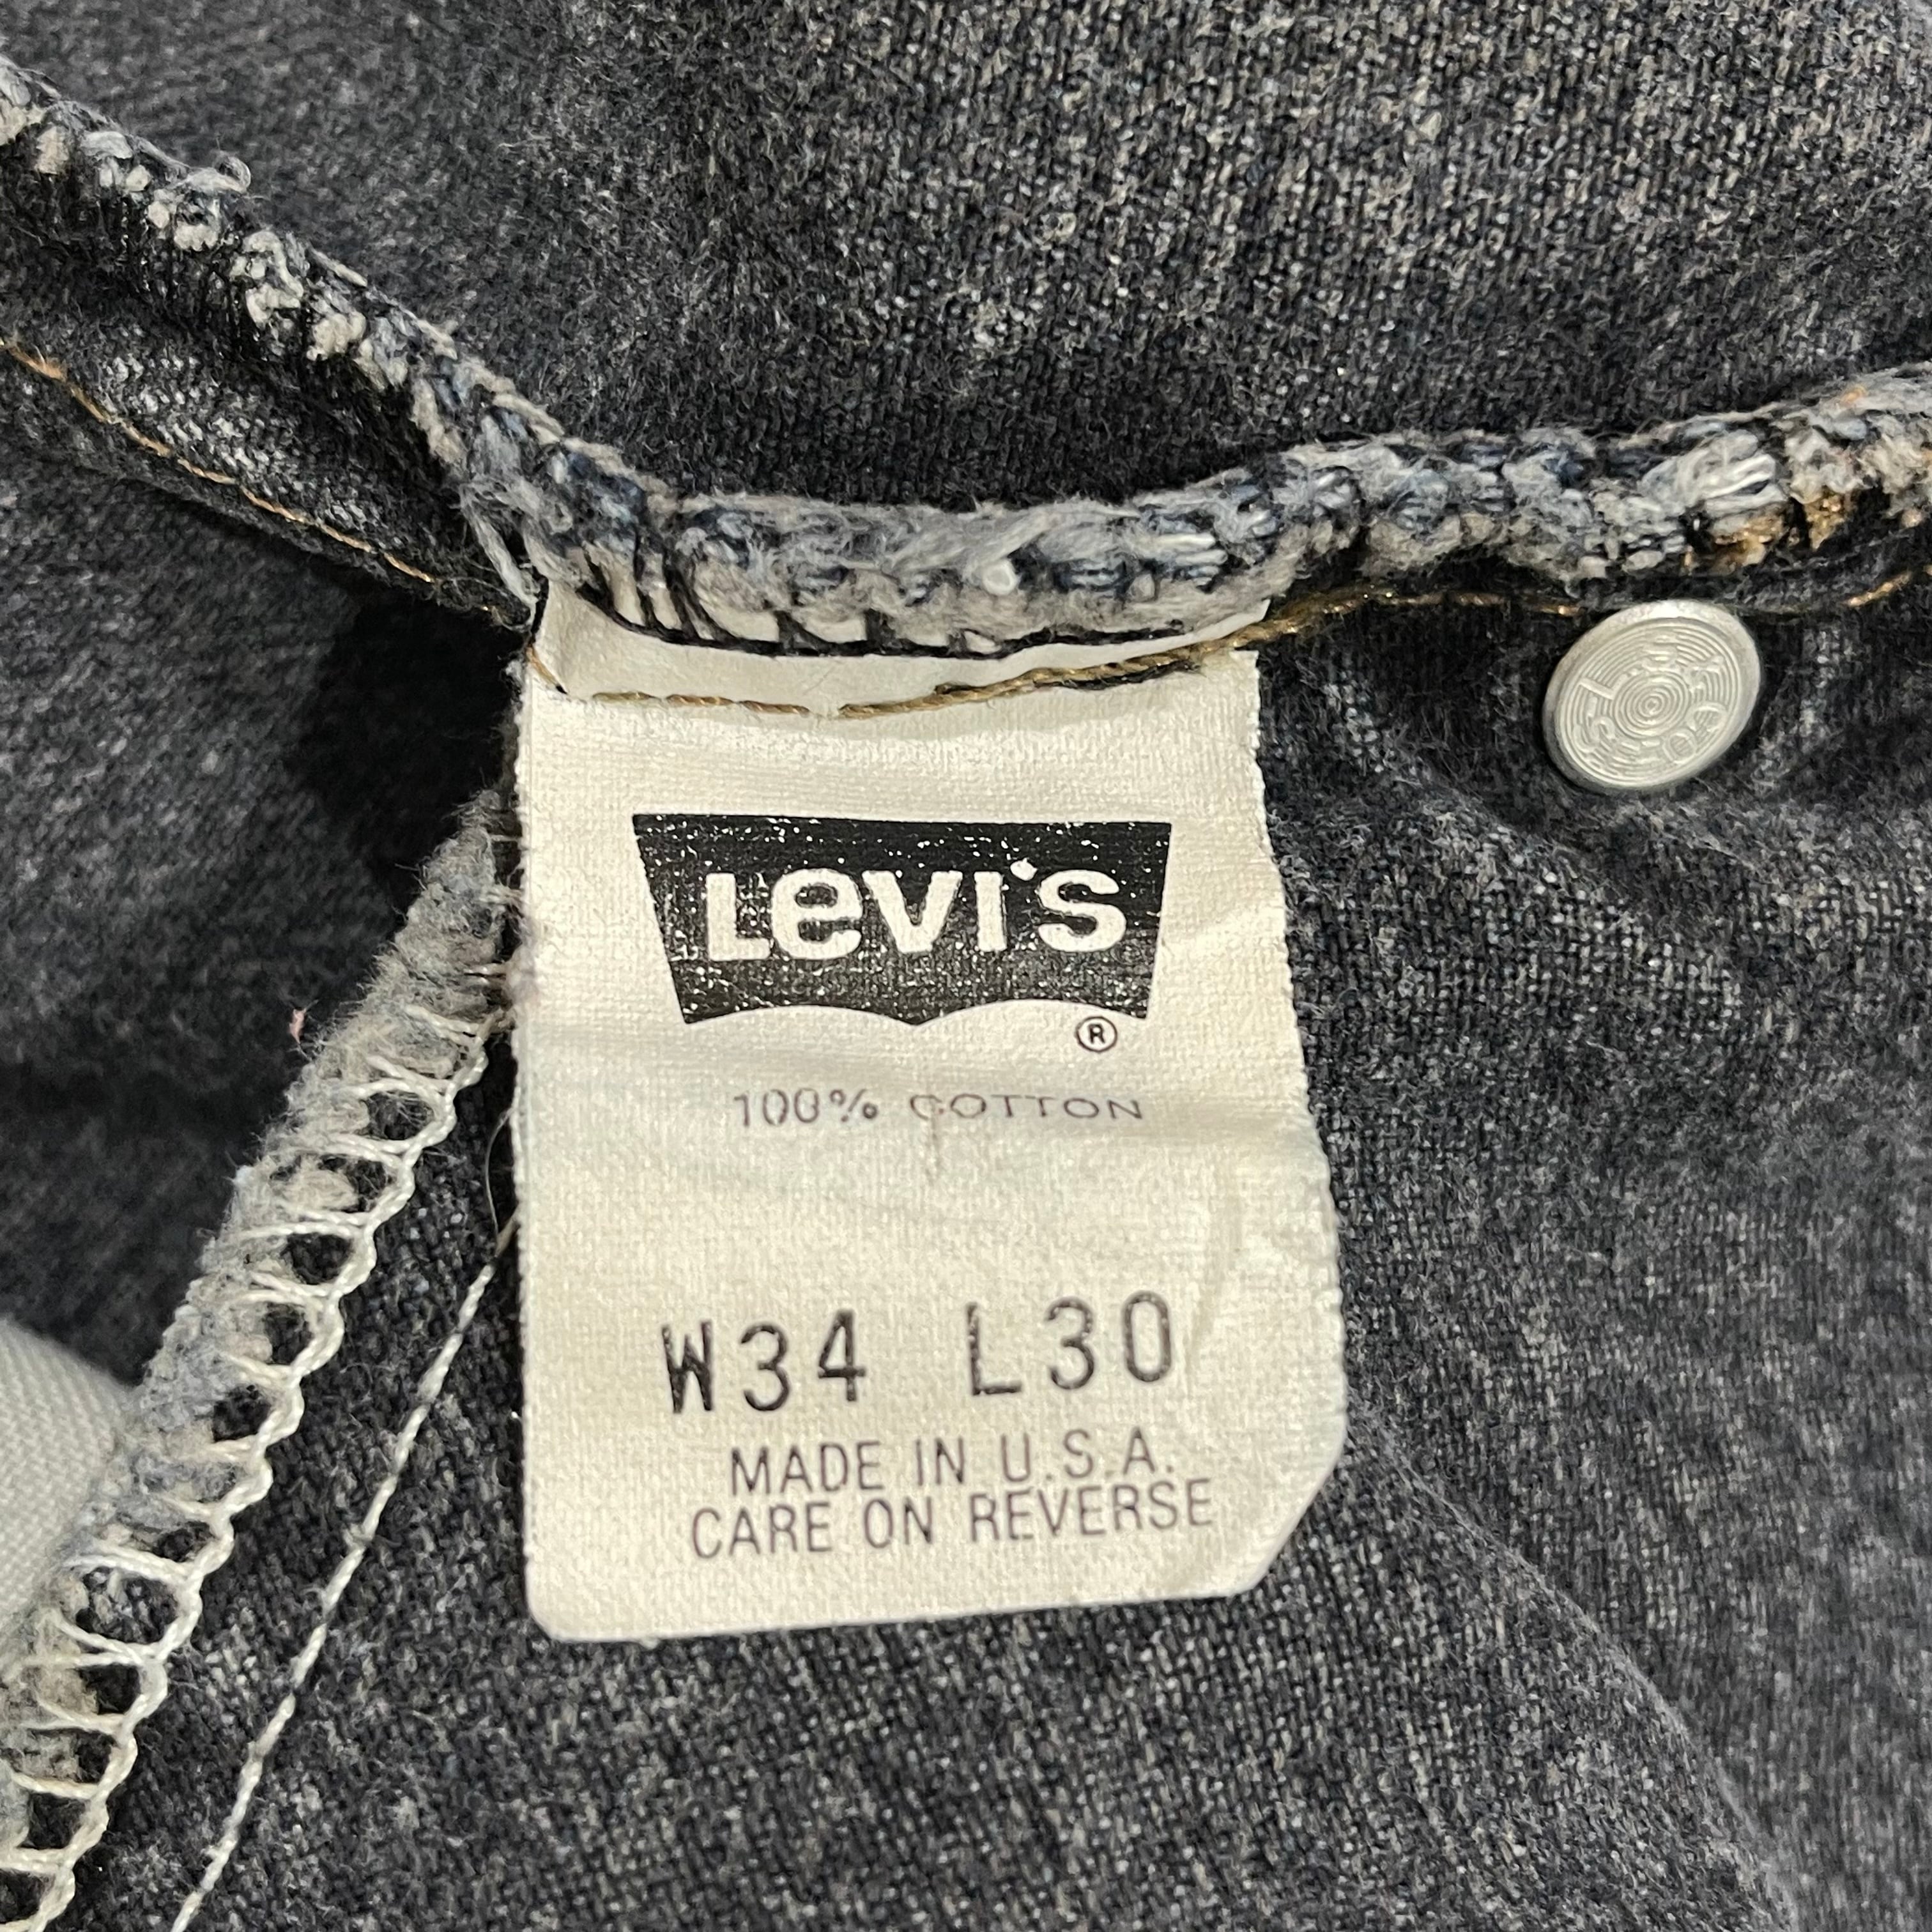 Levi's
®
100% COTTON
W34 L30
MADE IN U.S.A.
CARE ON REVERSE